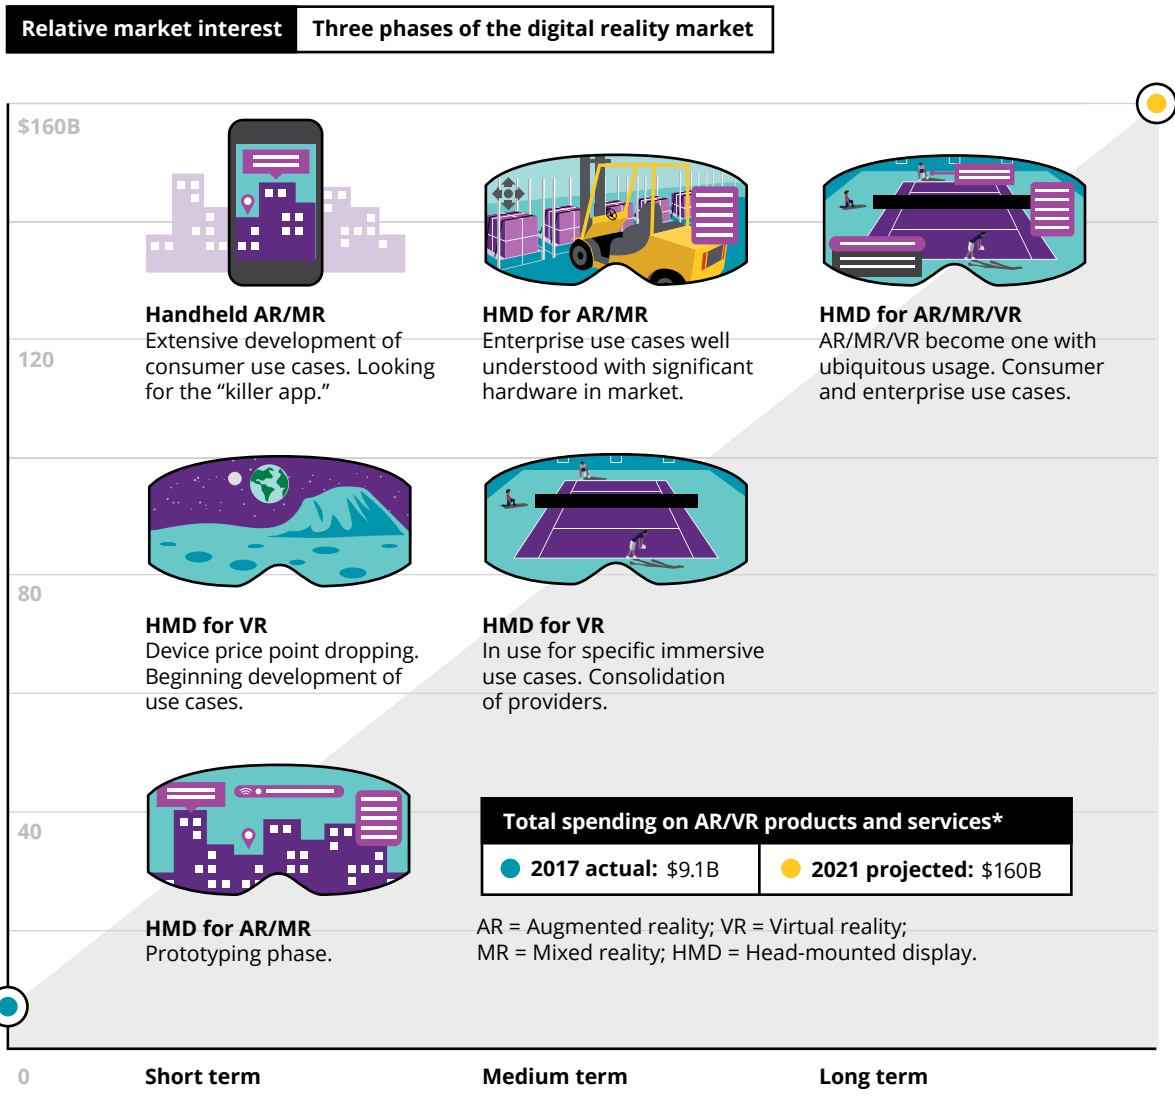 Relative market interest
Three phases of the digital reality market
$160B
Handheld AR/MR
Extensive development of
consumer use cases. Looking
for the “killer app.”
HMD for AR/MR
Enterprise use cases well
understood with significant
hardware in market.
HMD for AR/MR/VR
AR/MR/VR become one with
ubiquitous usage. Consumer
and enterprise use cases.
120
HMD for VR
Device price point dropping.
Beginning development of
use cases.
HMD for VR
In use for specific immersive
use cases. Consolidation
of providers.
80
HMD for AR/MR
Prototyping phase.
40
Total spending on AR/VR products and services*
2017 actual: $9.1B
2021 projected: $160B
AR = Augmented reality; VR = Virtual reality;
MR = Mixed reality; HMD = Head-mounted display.
0
Short term
Medium term
Long term